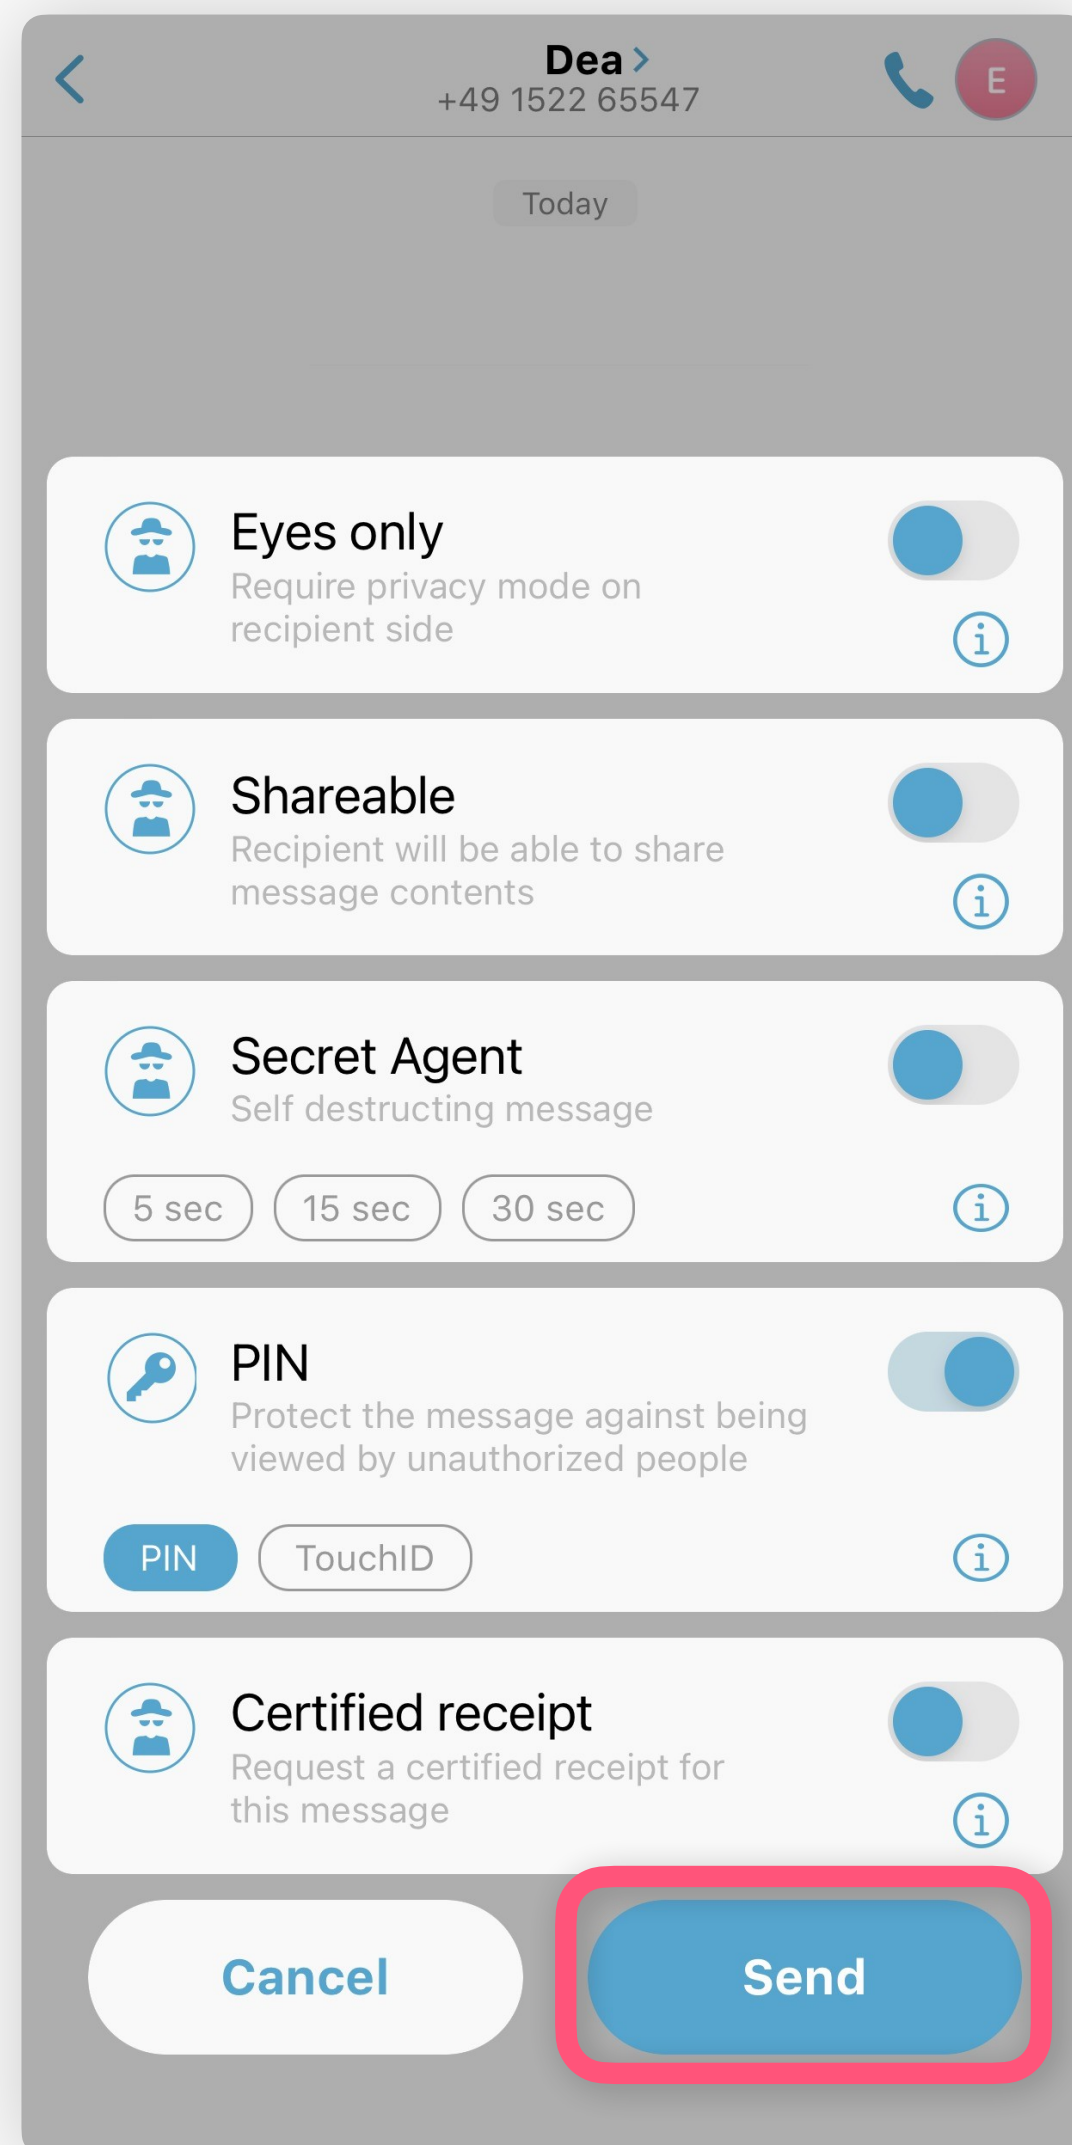 Dea
+49 1522 65547
E
Today
Eyes only
Require privacy mode on
recipient side
i
Shareable
Recipient will be able to share
message contents
i
Secret Agent
Self destructing message
5 sec 15 sec 30 sec
i
PIN
Protect the message against being
viewed by unauthorized people
PIN TouchID
i
Certified receipt
Request a certified receipt for
this message
i
Cancel Send